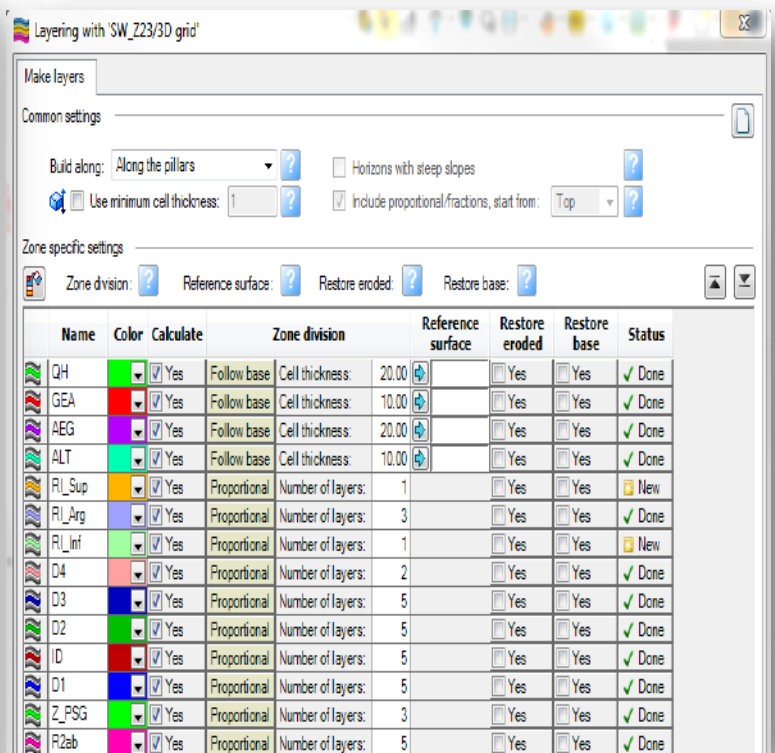 Layering with 'SW_Z23/3D grid'
X
Make layers
Common settings
Build along: Along the pillars ? Horizons with steep slopes ?
Use minimum cell thickness: 1 ? Include proportional/fractions, start from: Top ?
Zone specific settings
Zone division: ? Reference surface: ? Restore eroded: ? Restore base: ?
Name Color Calculate Zone division Reference surface Restore eroded Restore base Status
QH Yes Follow base Cell thickness: 20.00 Yes Yes Done
GEA Yes Follow base Cell thickness: 10.00 Yes Yes Done
AEG Yes Follow base Cell thickness: 20.00 Yes Yes Done
ALT Yes Follow base Cell thickness: 10.00 Yes Yes Done
RI_Sup Yes Proportional Number of layers: 1 Yes Yes New
RI_Arg Yes Proportional Number of layers: 3 Yes Yes Done
RI_Inf Yes Proportional Number of layers: 1 Yes Yes New
D4 Yes Proportional Number of layers: 2 Yes Yes Done
D3 Yes Proportional Number of layers: 5 Yes Yes Done
D2 Yes Proportional Number of layers: 5 Yes Yes Done
ID Yes Proportional Number of layers: 5 Yes Yes Done
D1 Yes Proportional Number of layers: 5 Yes Yes Done
Z_PSG Yes Proportional Number of layers: 3 Yes Yes Done
R2ab Yes Proportional Number of layers: 5 Yes Yes Done